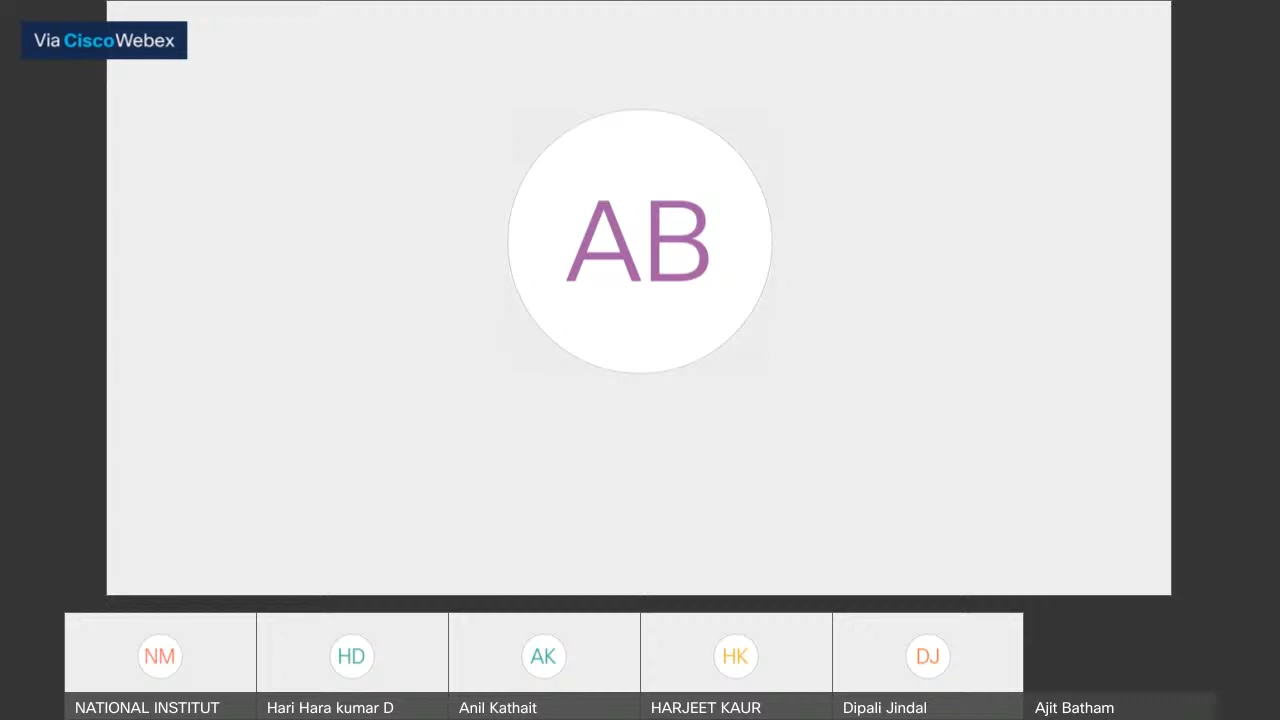 Via CiscoWebex
AB
NM
HD
AK
HK
DJ
NATIONAL INSTITUT
Hari Hara kumar D
Anil Kathait
HARJEET KAUR
Dipali Jindal
Ajit Batham